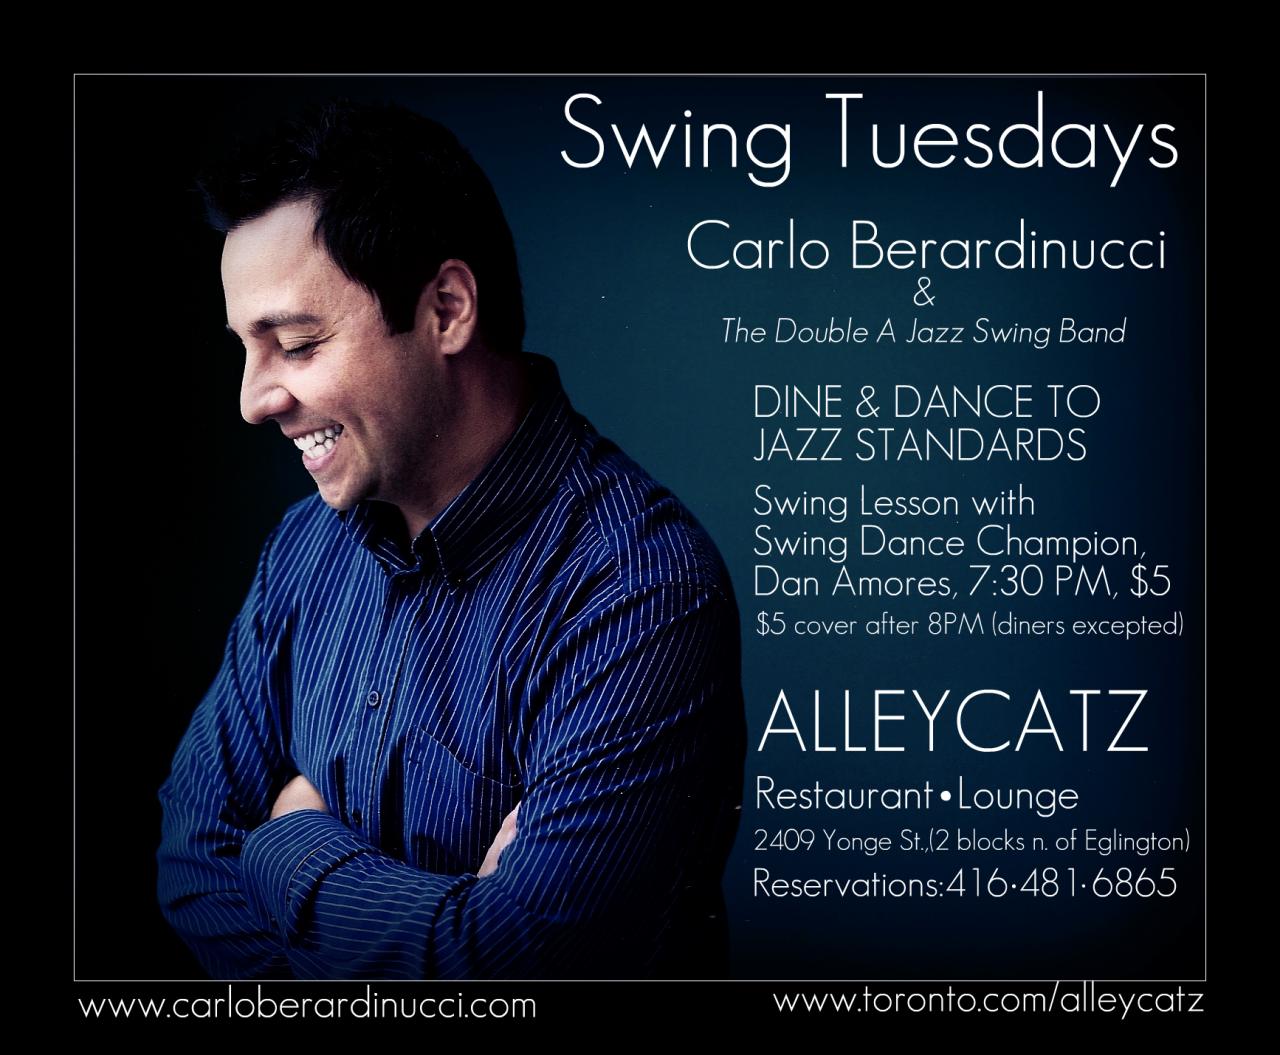 Swing Tuesdays
Carlo Berardinucci
&
The Double A Jazz Swing Band
DINE & DANCE TO
JAZZ STANDARDS
Swing Lesson with
Swing Dance Champion,
Dan Amores, 7:30 PM, $5
$5 cover after 8PM (diners excepted)
ALLEYCATZ
Restaurant•Lounge
2409 Yonge St.,(2 blocks n. of Eglington)
Reservations:416·481·6865
www.carloberardinucci.com
www.toronto.com/alleycatz